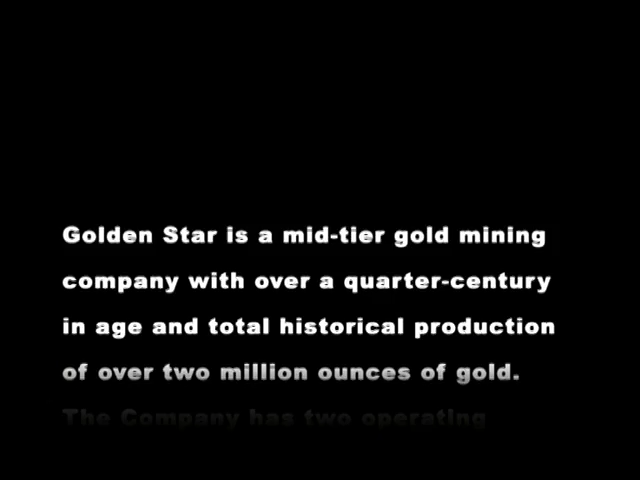 Golden Star is a mid-tier gold mining
company with over a quarter-century
in age and total historical production
of over two million ounces of gold.
The Company has two operating